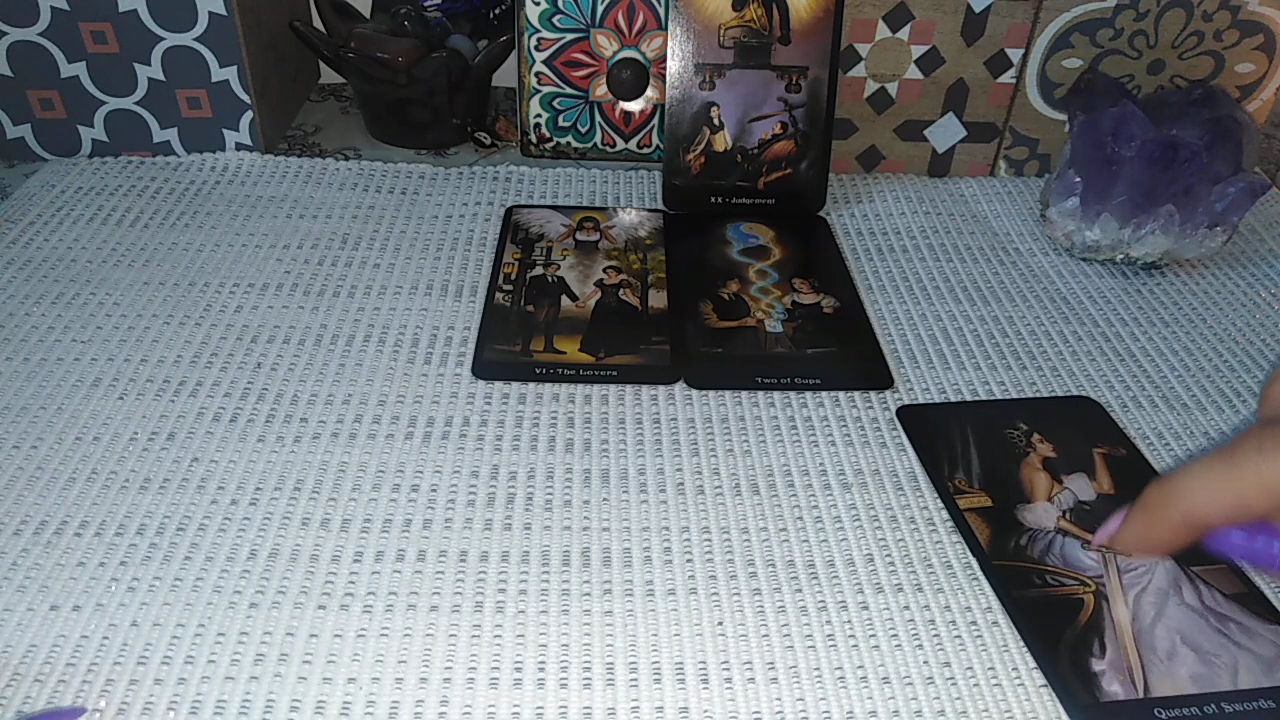 XX • Judgement
VI • The Lovers
Two of Cups
Queen of Swords